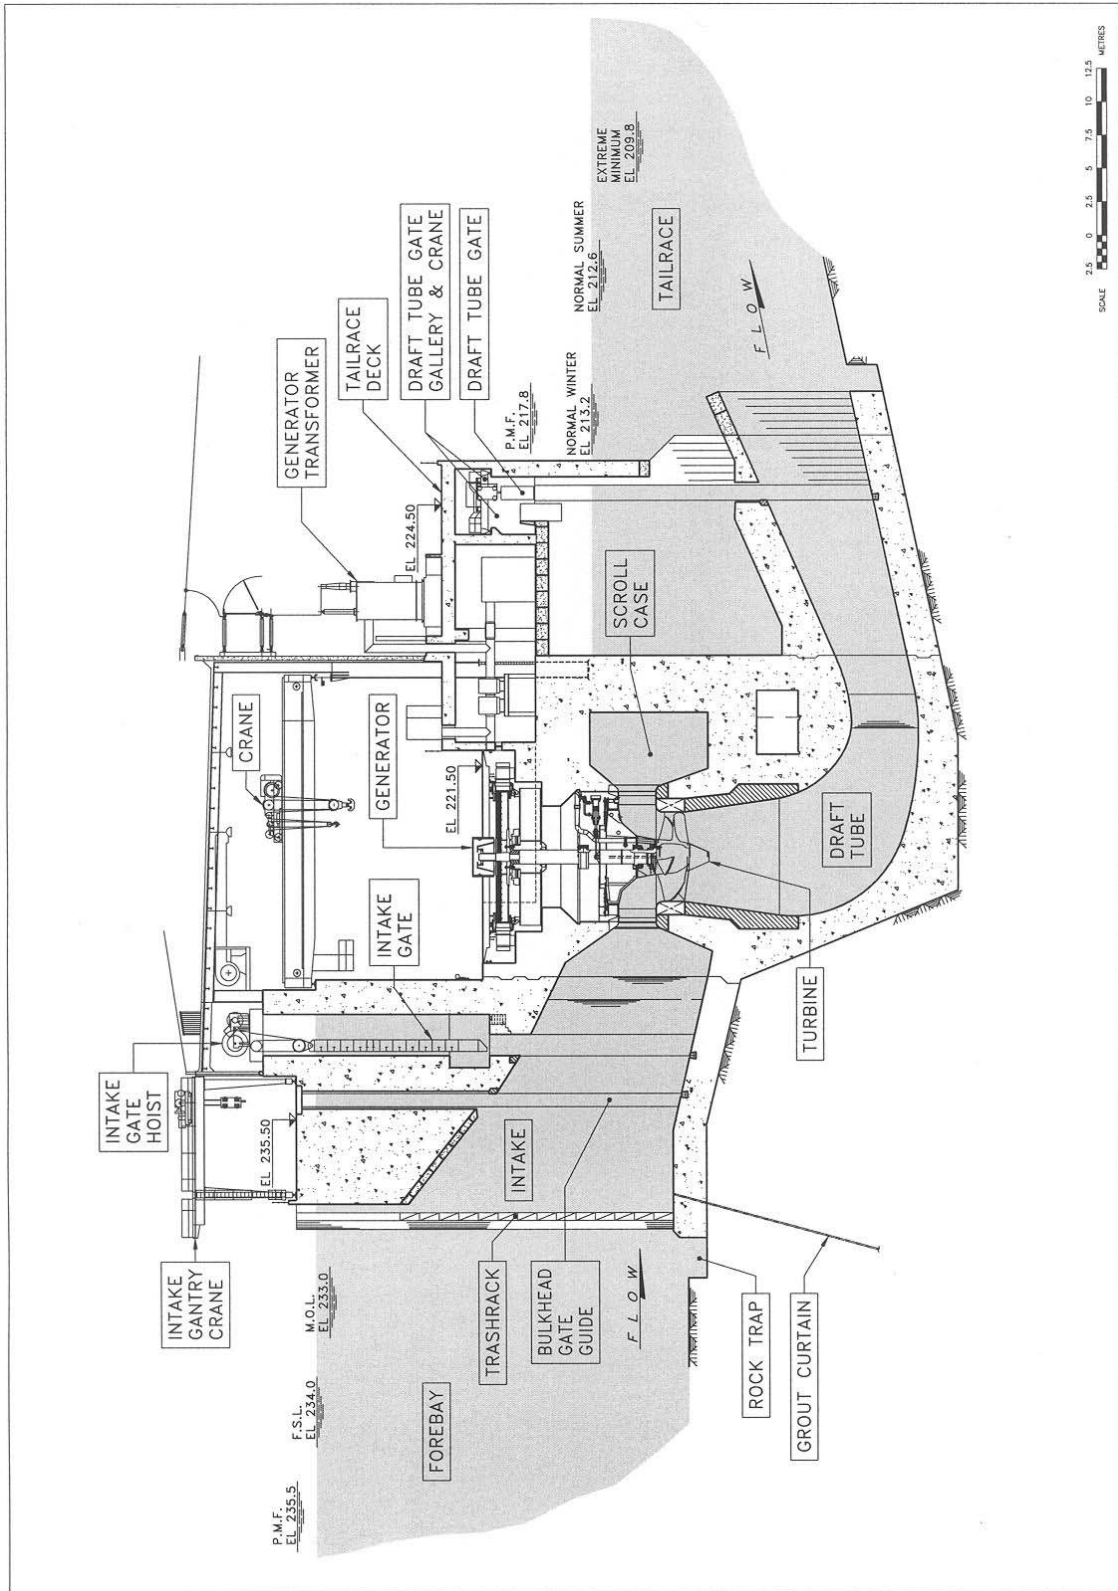 INTAKE
GANTRY
CRANE
INTAKE
GATE
HOIST
CRANE
GENERATOR
TRANSFORMER
TAILRACE
DECK
DRAFT TUBE GATE
GALLERY & CRANE
DRAFT TUBE GATE
P.M.F.
EL 235.5
F.S.L.
EL 234.0
M.O.L.
EL 233.0
EL 235.50
INTAKE
GATE
GENERATOR
EL 221.50
EL 224.50
P.M.F.
EL 217.8
NORMAL WINTER
EL 213.2
NORMAL SUMMER
EL 212.6
EXTREME
MINIMUM
EL 209.8
FOREBAY
TRASHRACK
INTAKE
BULKHEAD
GATE
GUIDE
FLOW
SCROLL
CASE
TAILRACE
FLOW
ROCK TRAP
GROUT CURTAIN
TURBINE
DRAFT
TUBE
SCALE
2.5 0 2.5 5 7.5 10 12.5
METRES